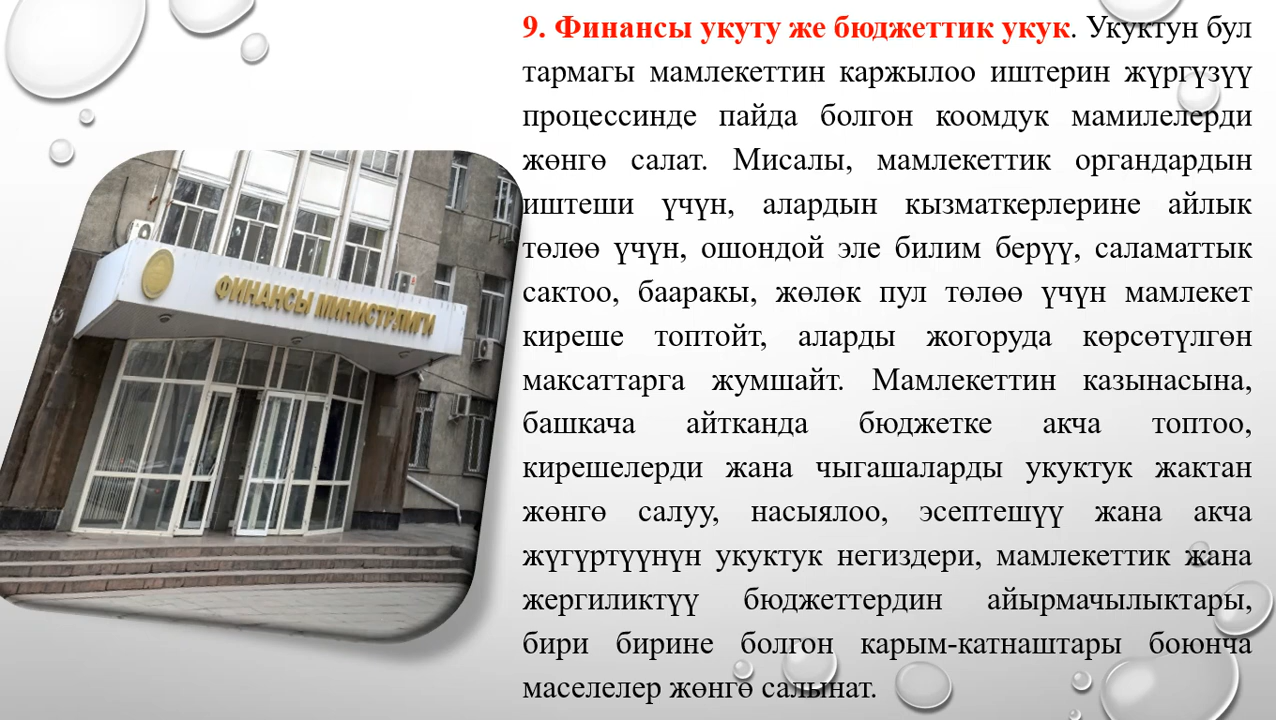 9. Финансы укуту же бюджеттик укук. Укуктун бул
тармагы мамлекеттин каржылоо иштерин жүргүзүү
процессинде пайда болгон коомдук мамилелерди
жөнгө салат. Мисалы, мамлекеттик органдардын
иштеши үчүн, алардын кызматкерлерине айлык
төлөө үчүн, ошондой эле билим берүү, саламаттык
сактоо, бааракы, жөлөк пул төлөө үчүн мамлекет
киреше топтойт, аларды жогоруда көрсөтүлгөн
максаттарга жумшайт. Мамлекеттин казынасына,
башкача айтканда бюджетке акча топтоо,
кирешелерди жана чыгашаларды укуктук жактан
жөнгө салуу, насыялоо, эсептешүү жана акча
жүгүртүүнүн укуктук негиздери, мамлекеттик жана
жергиликтүү бюджеттердин айырмачылыктары,
бири бирине болгон карым-катнаштары боюнча
маселелер жөнгө салынат.
ФИНАНСЫ МИНИСТРЛИГИ